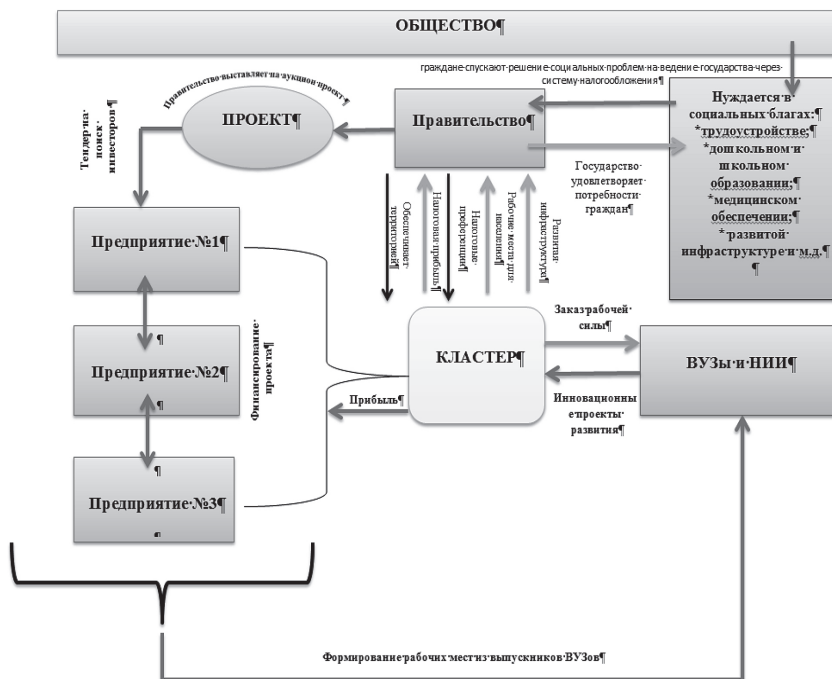 ОБЩЕСТВО¶
граждане·спускают·решение·социальных·проблем·на·ведение·государства·через·
систему·налогообложения¶
Правительство·выставляет·на·аукцион·проект·¶
ПРОЕКТ¶
Правительство¶
Нуждается·в·
социальных·благах:¶
*трудоустройстве;¶
*дошкольном·и·
школьном·
образовании;¶
*медицинском·
обеспечении;¶
*·развитой·
инфраструктуре·и·м.д.¶
¶
Тендер·на·
поиск·
инвесторов¶
Государство·
удовлетворяет·
потребности·
граждан¶
Обеспечивает·
территорией¶
Налоговая·прибыль¶
Налоговые·
преференции¶
Рабочие·места·для·
населения¶
Развития·
инфраструктура¶
Предприятие·№1¶
¶
Предприятие·№2¶
¶
¶
Предприятие·№3¶
¶
Финансирование·
проекта¶
КЛАСТЕР¶
Прибыль¶
Заказ·рабочей·
силы¶
Инновационны
е·проекты·
развития¶
ВУЗы·и·НИИ¶
Формирование·рабочих·мест·из·выпускников·ВУЗов¶